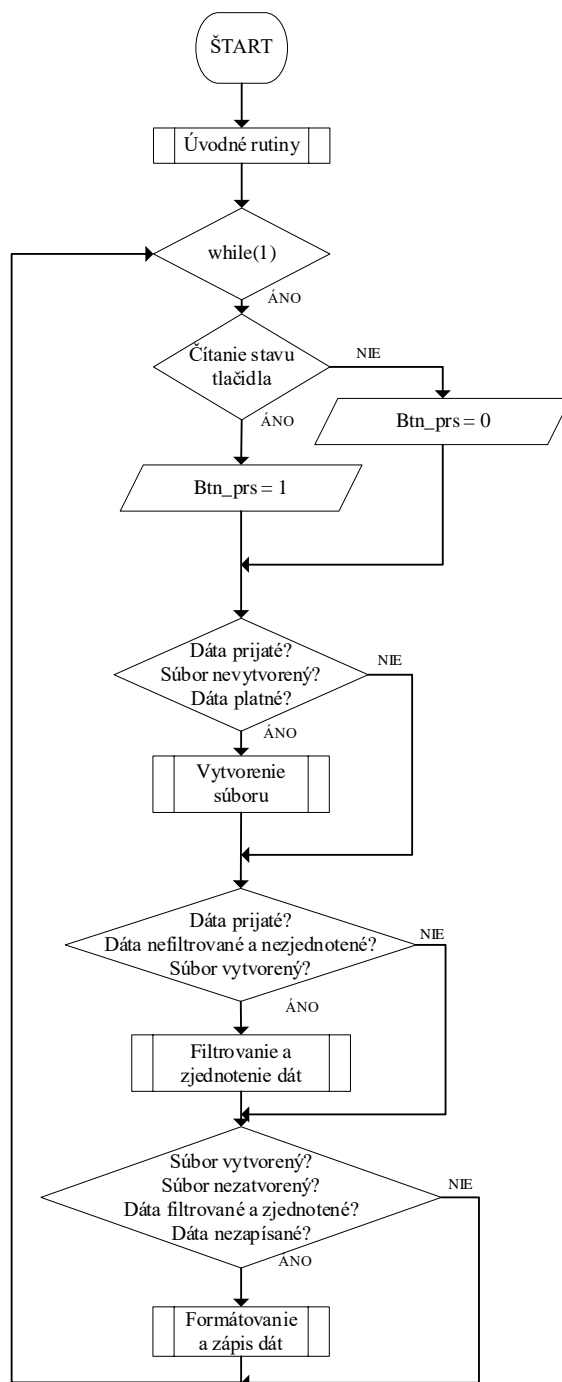 ŠTART
Úvodné rutiny
while(1)
ÁNO
Čítanie stavu
tlačidla
NIE
ÁNO
Btn_prs = 0
Btn_prs = 1
Dáta prijaté?
Súbor nevytvorený?
Dáta platné?
NIE
ÁNO
Vytvorenie
súboru
Dáta prijaté?
Dáta nefiltrované a nezjednotené?
Súbor vytvorený?
NIE
ÁNO
Filtrovanie a
zjednotenie dát
Súbor vytvorený?
Súbor nezatvorený?
Dáta filtrované a zjednotené?
Dáta nezapísané?
NIE
ÁNO
Formátovanie
a zápis dát